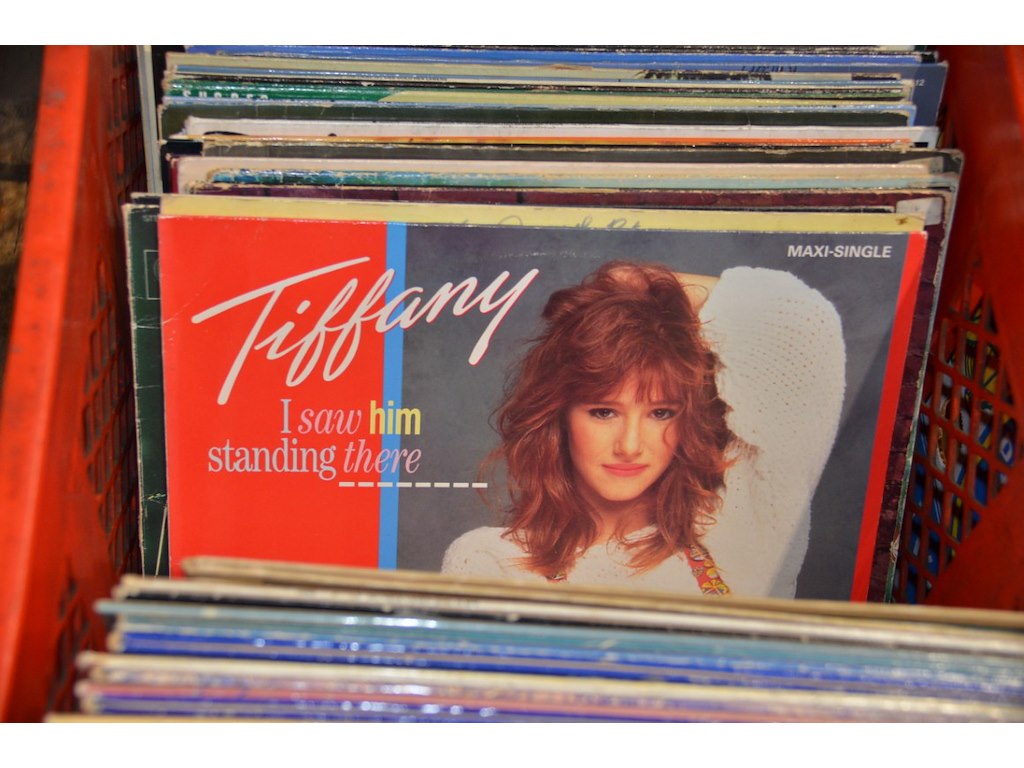 MAXI-SINGLE
Tiffany
I saw him
standing there